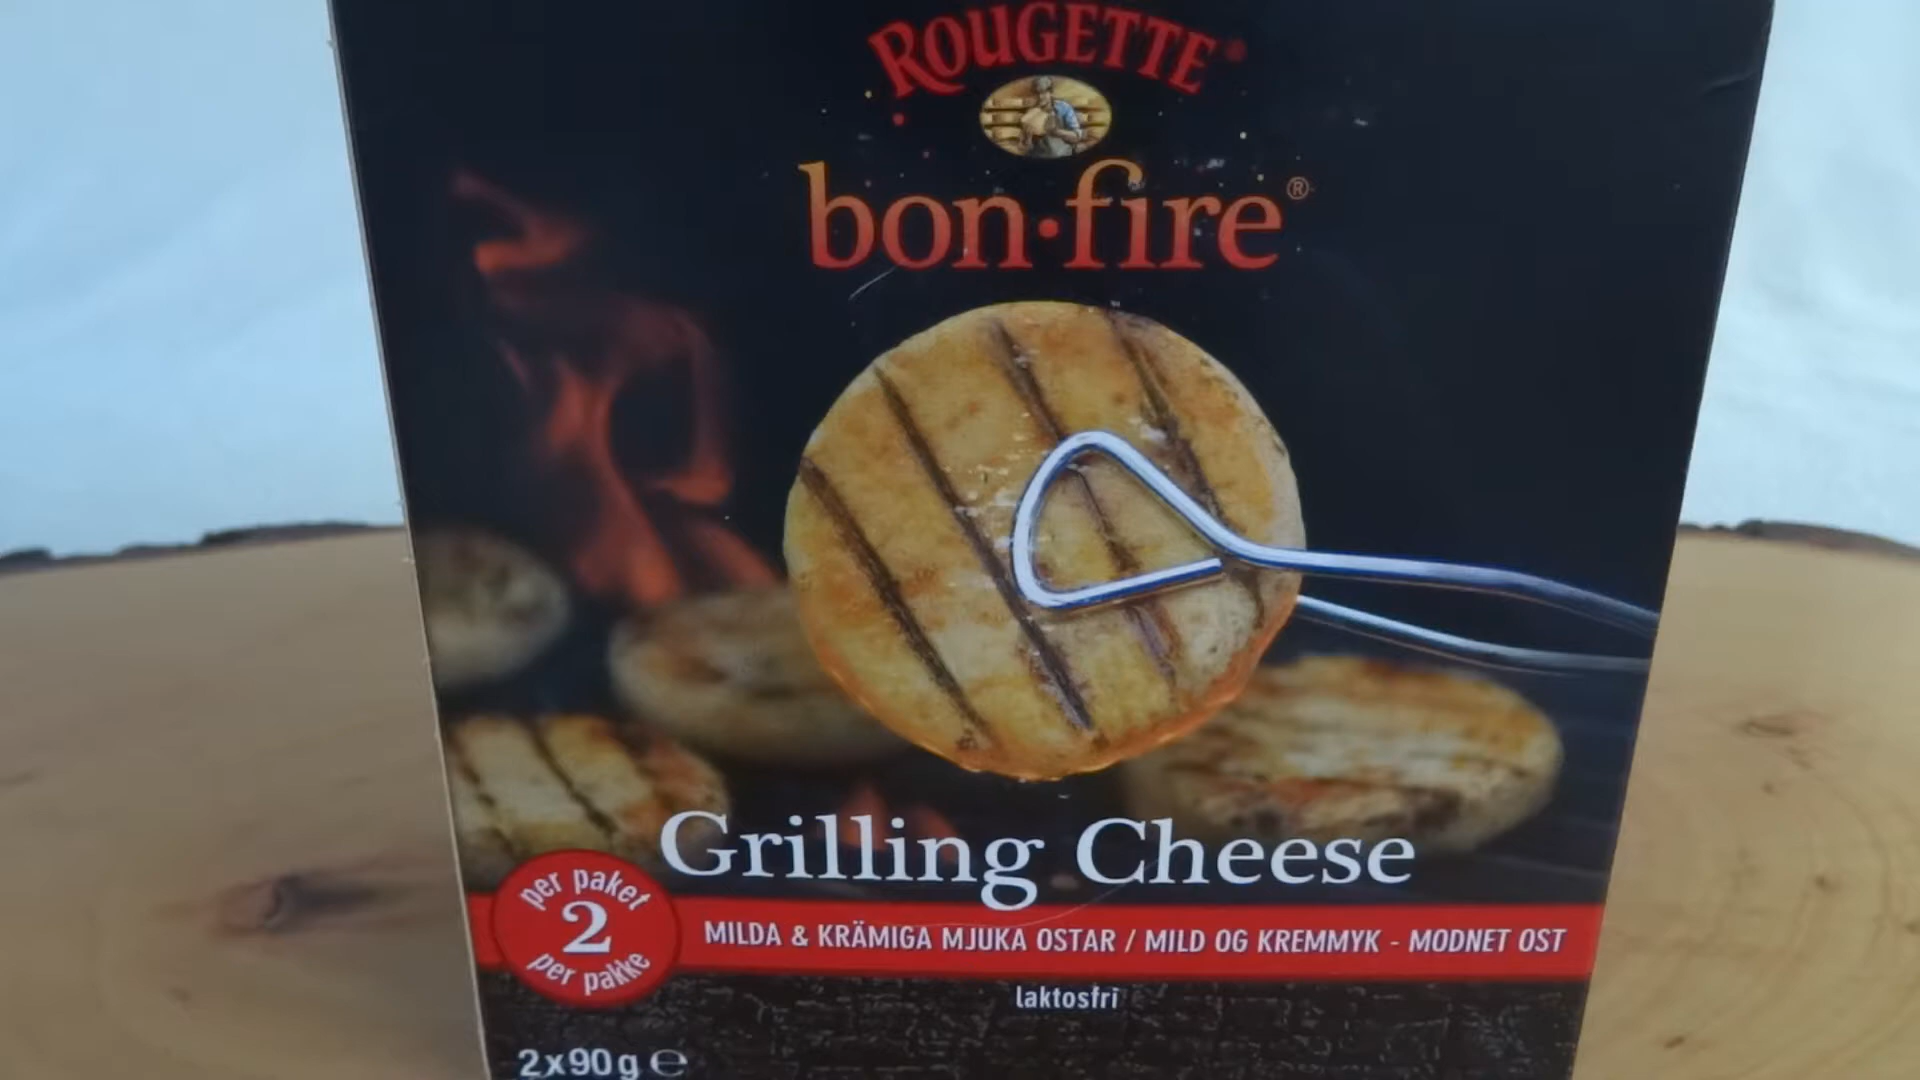 ROUGETTE
bon·fire®
Grilling Cheese
per paket
2
per pakke
MILDA & KRÄMIGA MJUKA OSTAR / MILD OG KREMMYK - MODNET OST
laktosfri
2x90g ℮